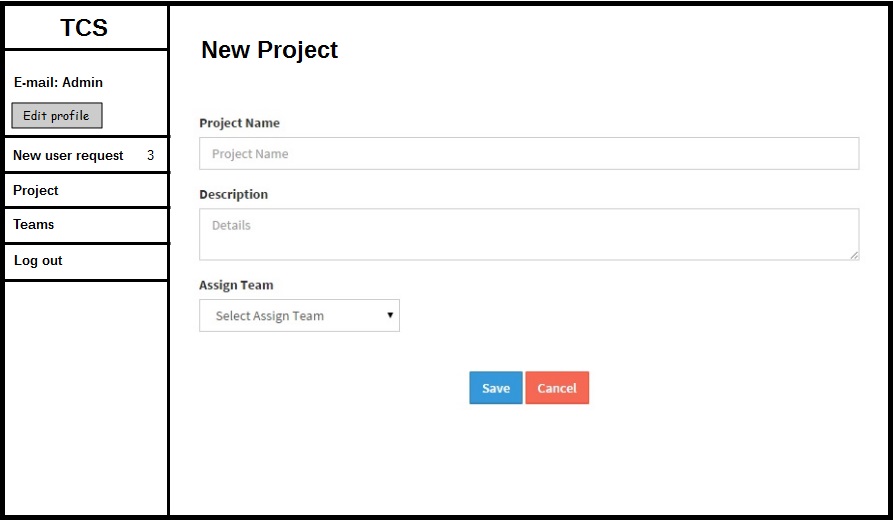 TCS
E-mail: Admin
Edit profile
New user request 3
Project
Teams
Log out
New Project
Project Name
Project Name
Description
Details
Assign Team
Select Assign Team
Save Cancel